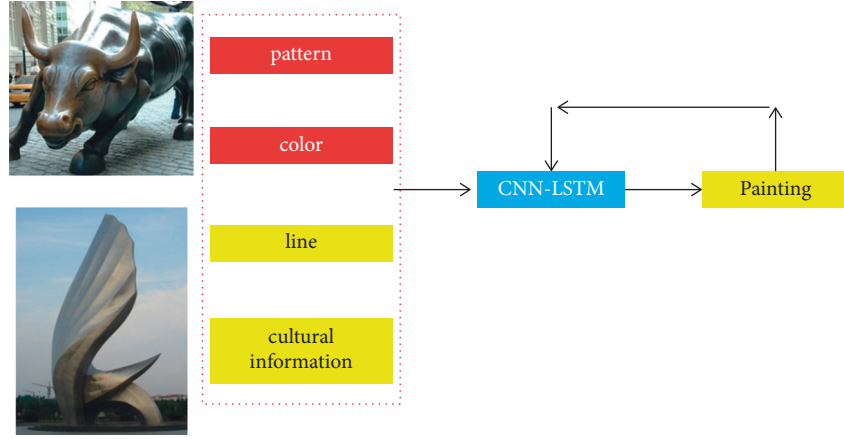 pattern
color
line
cultural
information
CNN-LSTM
Painting